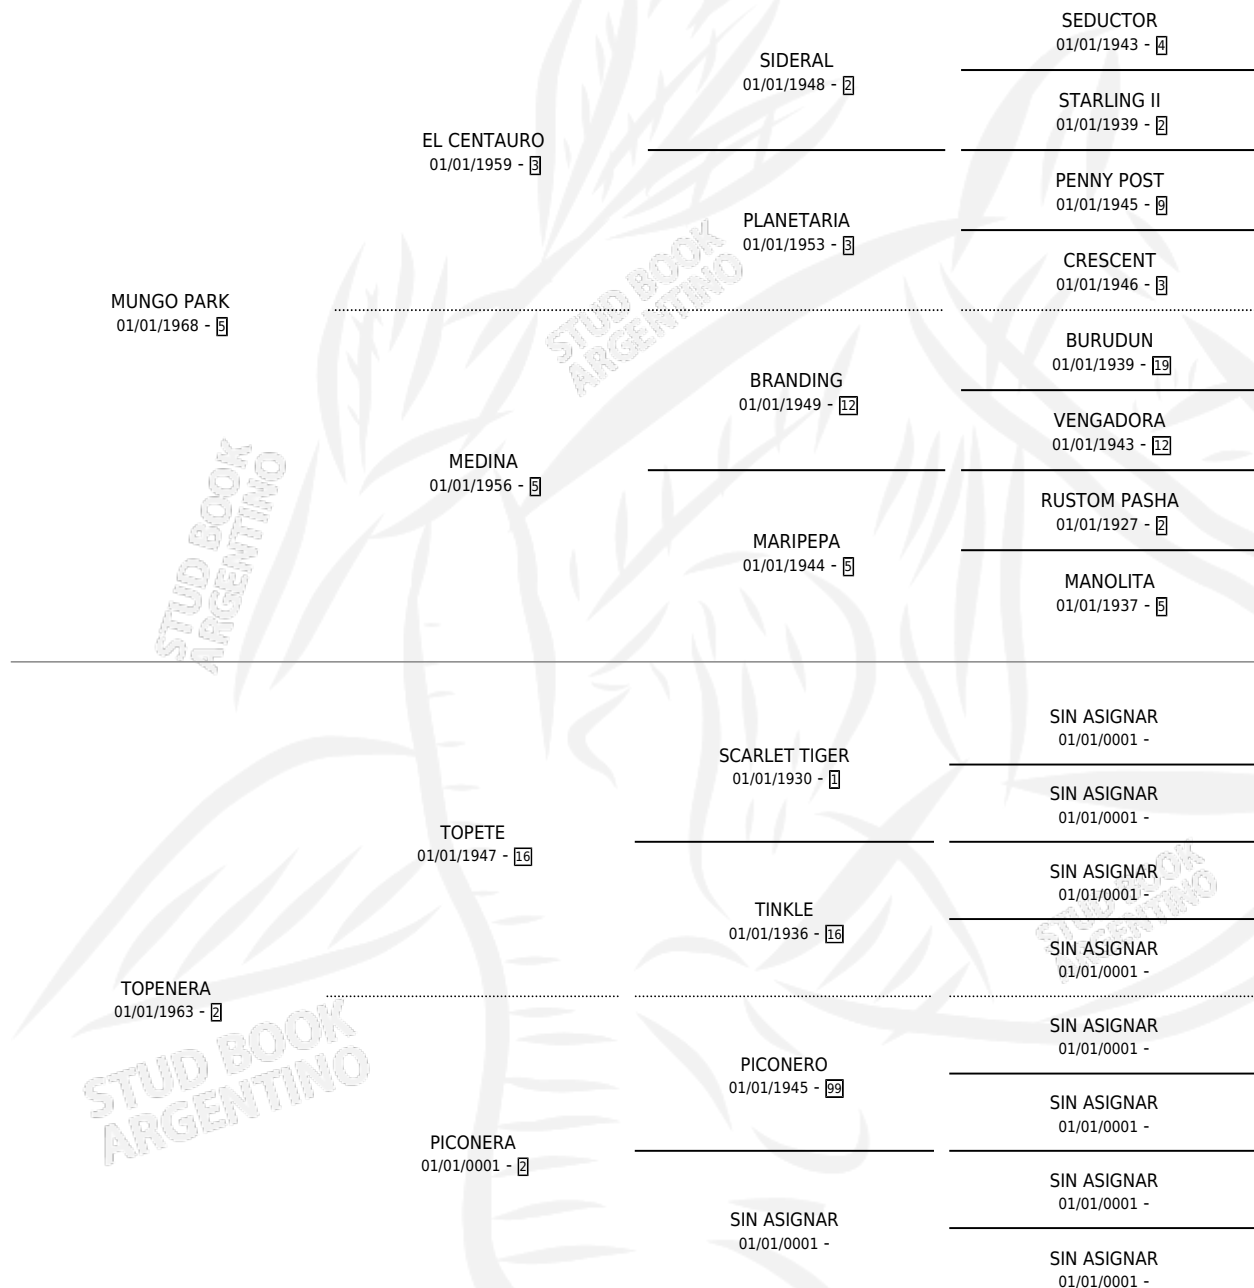 MUNGO PARK
01/01/1968 - 5
EL CENTAURO
01/01/1959 - 3
MEDINA
01/01/1956 - 5
SIDERAL
01/01/1948 - 2
PLANETARIA
01/01/1953 - 3
BRANDING
01/01/1949 - 12
MARIPEPA
01/01/1944 - 5
SEDUCTOR
01/01/1943 - 4
STARLING II
01/01/1939 - 2
PENNY POST
01/01/1945 - 9
CRESCENT
01/01/1946 - 3
BURUDUN
01/01/1939 - 19
VENGADORA
01/01/1943 - 12
RUSTOM PASHA
01/01/1927 - 2
MANOLITA
01/01/1937 - 5
STUD BOOK
ARGENTINO
STUD BOOK
ARGENTINO
TOPENERA
01/01/1963 - 2
TOPETE
01/01/1947 - 16
PICONERA
01/01/0001 - 2
SCARLET TIGER
01/01/1930 - 1
TINKLE
01/01/1936 - 16
PICONERO
01/01/1945 - 99
SIN ASIGNAR
01/01/0001 -
SIN ASIGNAR
01/01/0001 -
SIN ASIGNAR
01/01/0001 -
SIN ASIGNAR
01/01/0001 -
SIN ASIGNAR
01/01/0001 -
SIN ASIGNAR
01/01/0001 -
SIN ASIGNAR
01/01/0001 -
SIN ASIGNAR
01/01/0001 -
SIN ASIGNAR
01/01/0001 -
STUD BOOK
ARGENTINO
STUD BOOK
ARGENTINO